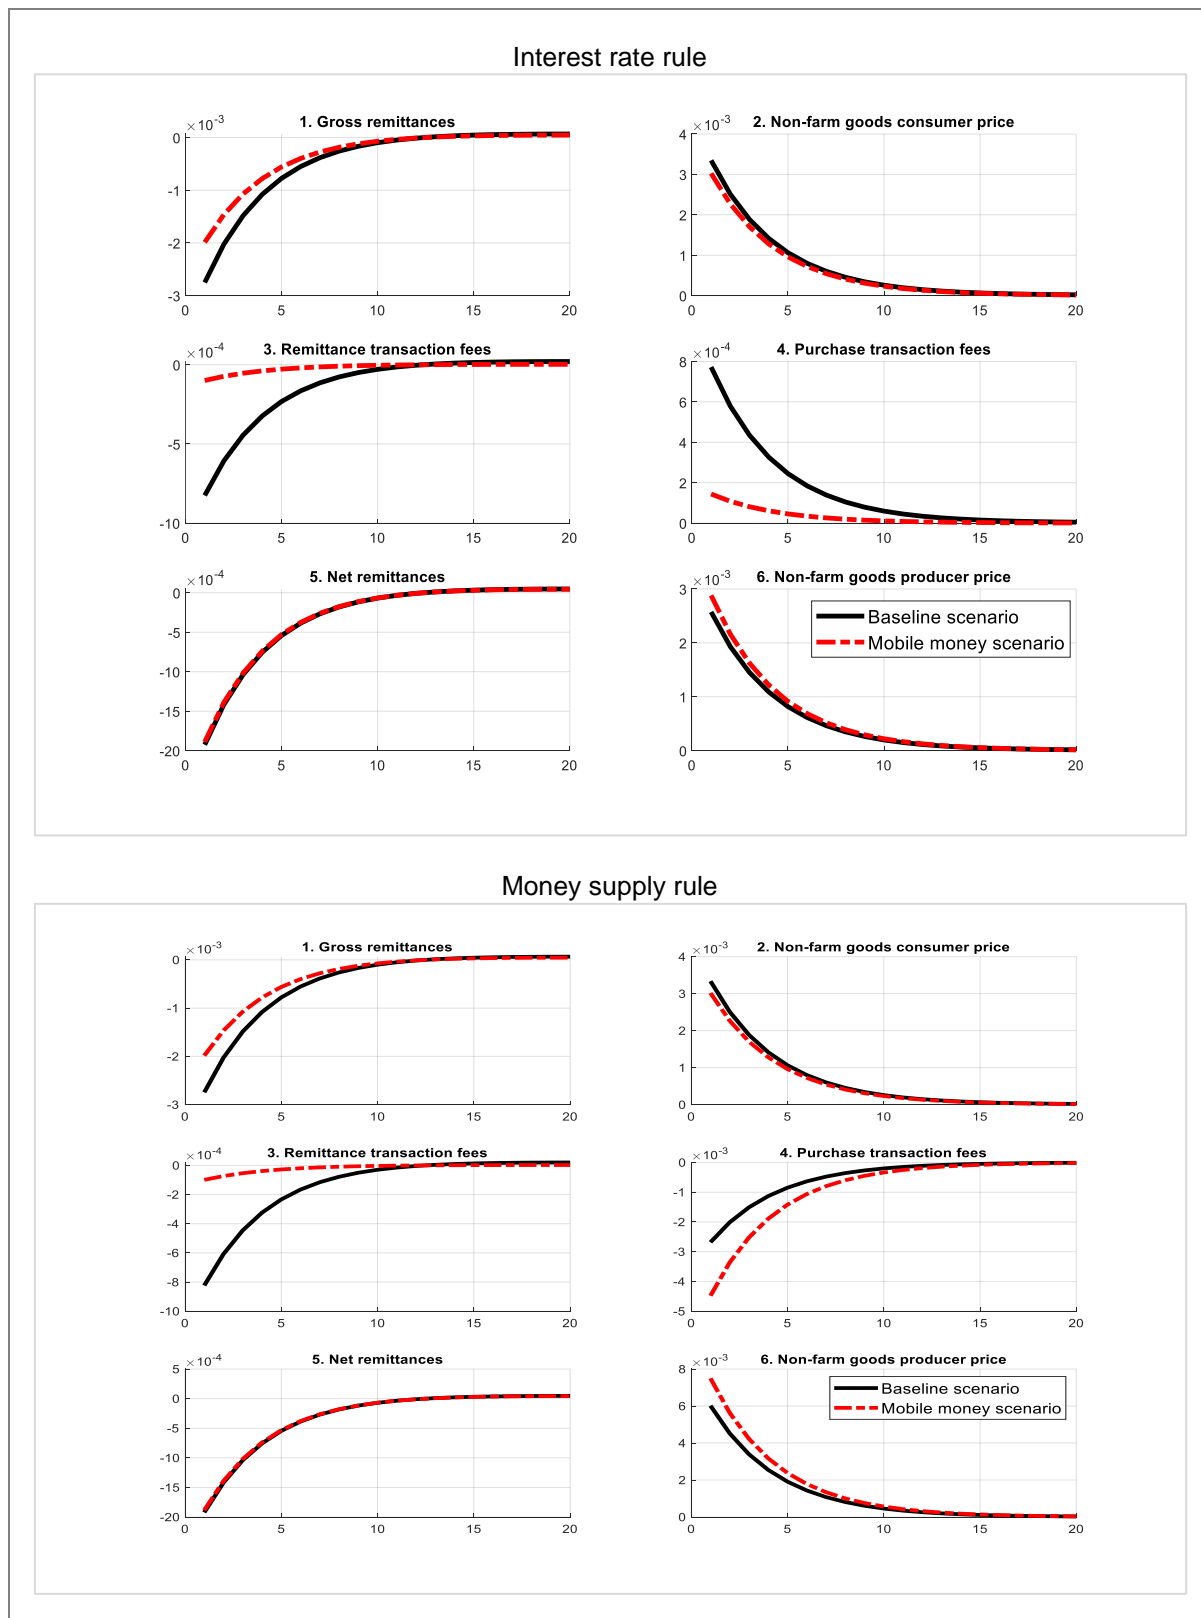 Interest rate rule
1. Gross remittances
×10⁻³
0
-1
-2
-3
0 5 10 15 20
2. Non-farm goods consumer price
×10⁻³
4
3
2
1
0
0 5 10 15 20
3. Remittance transaction fees
×10⁻⁴
0
-5
-10
0 5 10 15 20
4. Purchase transaction fees
×10⁻⁴
8
6
4
2
0
0 5 10 15 20
5. Net remittances
×10⁻⁴
0
-5
-10
-15
-20
0 5 10 15 20
6. Non-farm goods producer price
×10⁻³
3
2
1
0
0 5 10 15 20
Baseline scenario
Mobile money scenario
Money supply rule
1. Gross remittances
×10⁻³
0
-1
-2
-3
0 5 10 15 20
2. Non-farm goods consumer price
×10⁻³
4
3
2
1
0
0 5 10 15 20
3. Remittance transaction fees
×10⁻⁴
0
-2
-4
-6
-8
-10
0 5 10 15 20
4. Purchase transaction fees
×10⁻³
0
-1
-2
-3
-4
-5
0 5 10 15 20
5. Net remittances
×10⁻⁴
5
0
-5
-10
-15
-20
0 5 10 15 20
6. Non-farm goods producer price
×10⁻³
8
6
4
2
0
0 5 10 15 20
Baseline scenario
Mobile money scenario